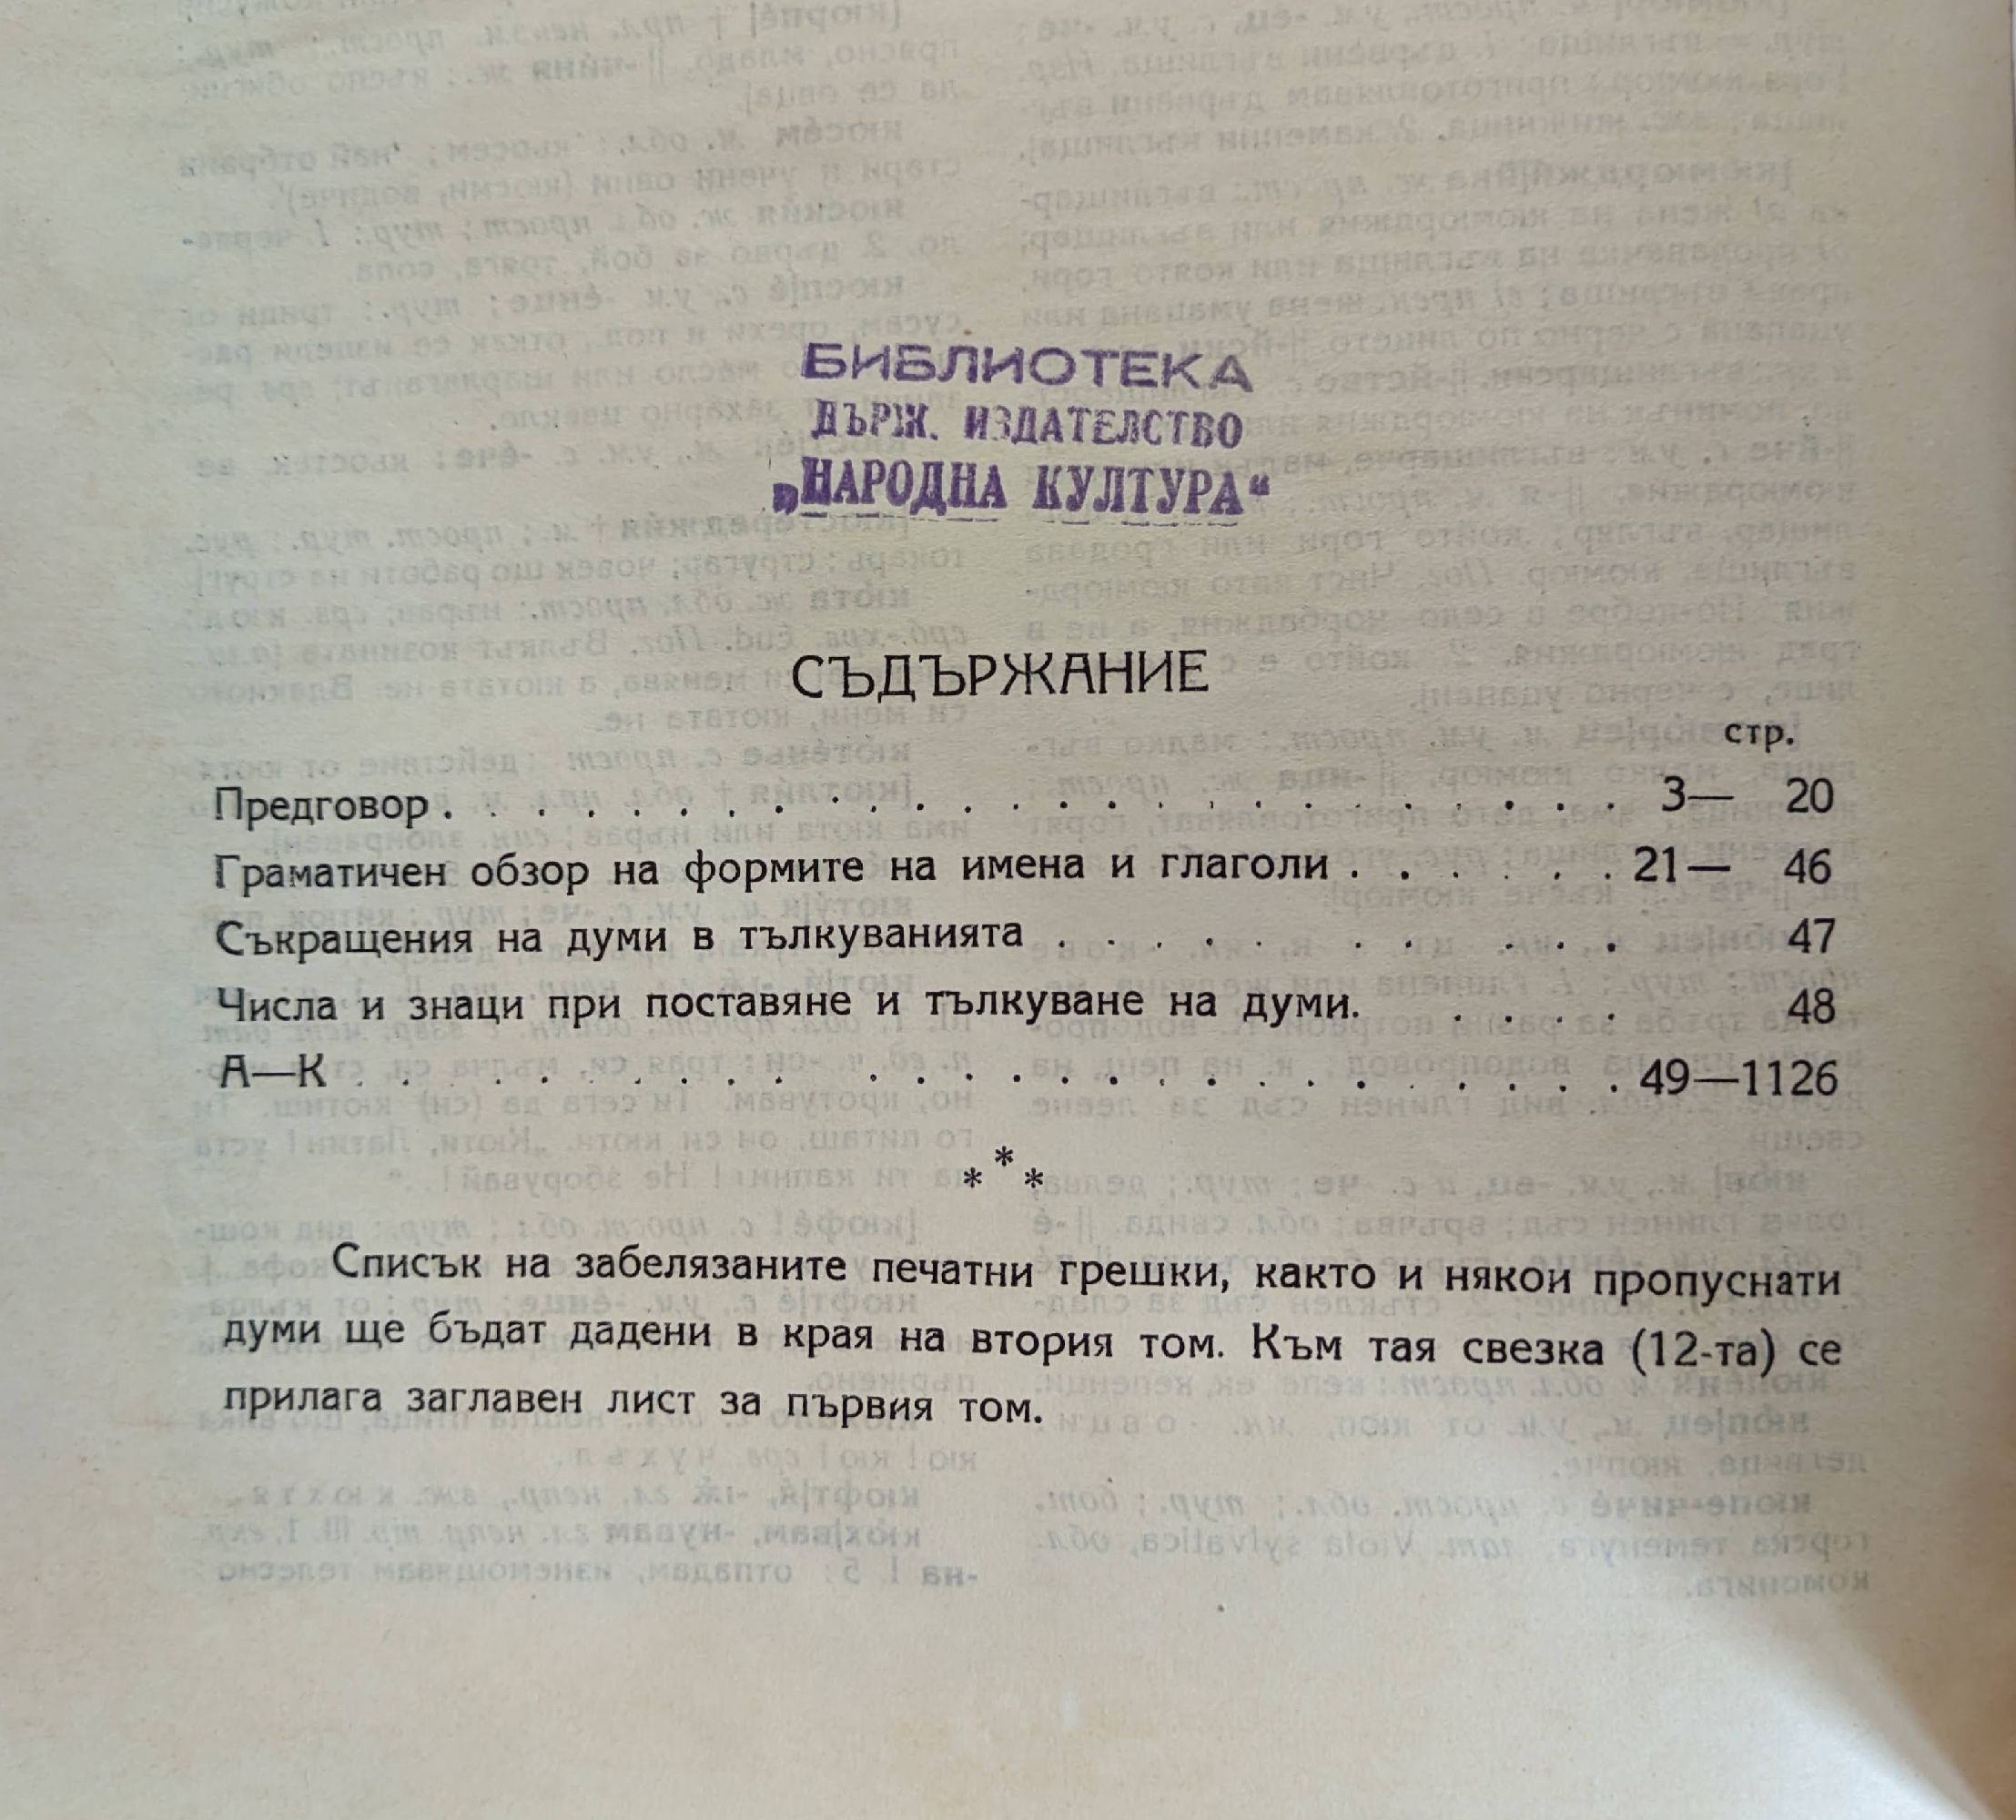 БИБЛИОТЕКА
ДЪРЖ. ИЗДАТЕЛСТВО
„НАРОДНА КУЛТУРА“
СЪДЪРЖАНИЕ
стр.
Предговор . . . . . . . . . . . . . . . . . . . . . . . . . 3— 20
Граматичен обзор на формите на имена и глаголи . . . . . . 21— 46
Съкращения на думи в тълкуванията . . . . . . . . . . . 47
Числа и знаци при поставяне и тълкуване на думи. . . . . 48
А—К . . . . . . . . . . . . . . . . . . . . . . . . . . . 49—1126
* * *
Списък на забелязаните печатни грешки, както и някои пропуснати
думи ще бъдат дадени в края на втория том. Към тая свезка (12-та) се
прилага заглавен лист за първия том.